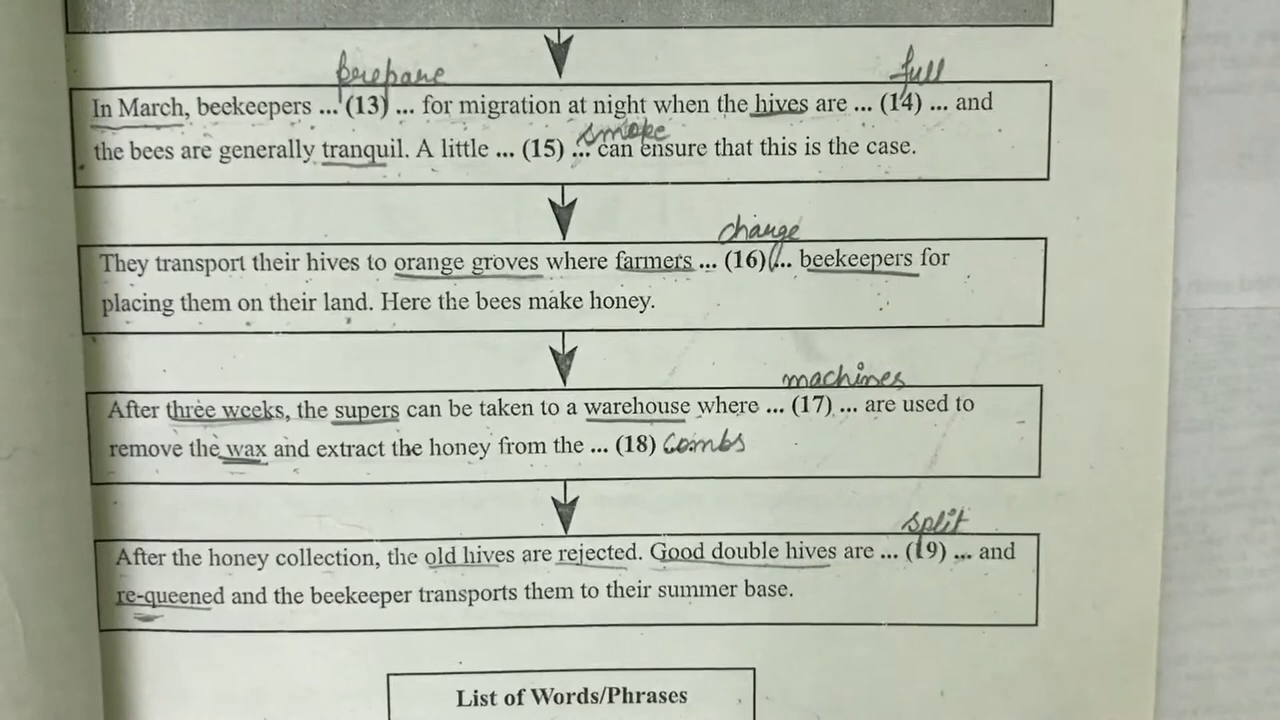 prepare full
In March, beekeepers ... (13) ... for migration at night when the hives are ... (14) ... and
smoke
the bees are generally tranquil. A little ... (15) ... can ensure that this is the case.
charge
They transport their hives to orange groves where farmers ... (16) ... beekeepers for
placing them on their land. Here the bees make honey.
machines
After three weeks, the supers can be taken to a warehouse where ... (17) ... are used to
remove the wax and extract the honey from the ... (18) combs
split
After the honey collection, the old hives are rejected. Good double hives are ... (19) ... and
re-queened and the beekeeper transports them to their summer base.
List of Words/Phrases